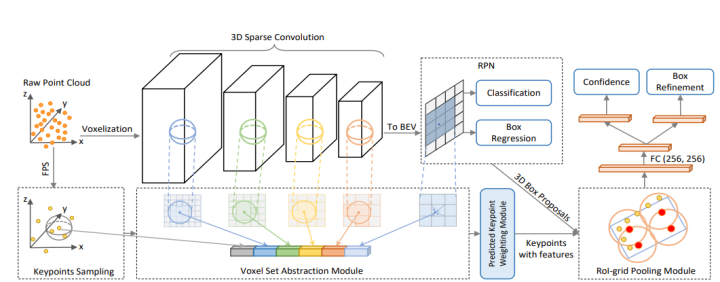 3D Sparse Convolution
RPN
Raw Point Cloud
z
y
x
Voxelization
To BEV
Classification
Box
Regression
Confidence
Box
Refinement
FC (256, 256)
FPS
3D Box Proposals
z
y
x
Keypoints Sampling
Voxel Set Abstraction Module
Predicted Keypoint
Weighting Module
Keypoints
with features
RoI-grid Pooling Module